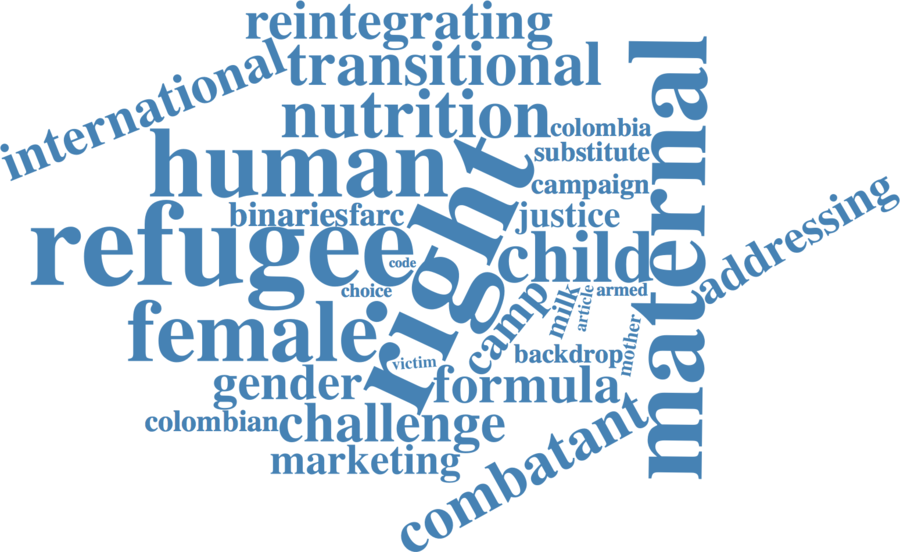 reintegrating
international
transitional
nutrition
colombia
human
substitute
campaign
binariesfarc
right
justice
maternal
addressing
refugee
code
child
choice
armed
milk
article
camp
female
mother
victim
backdrop
gender
formula
colombian
challenge
marketing
combatant